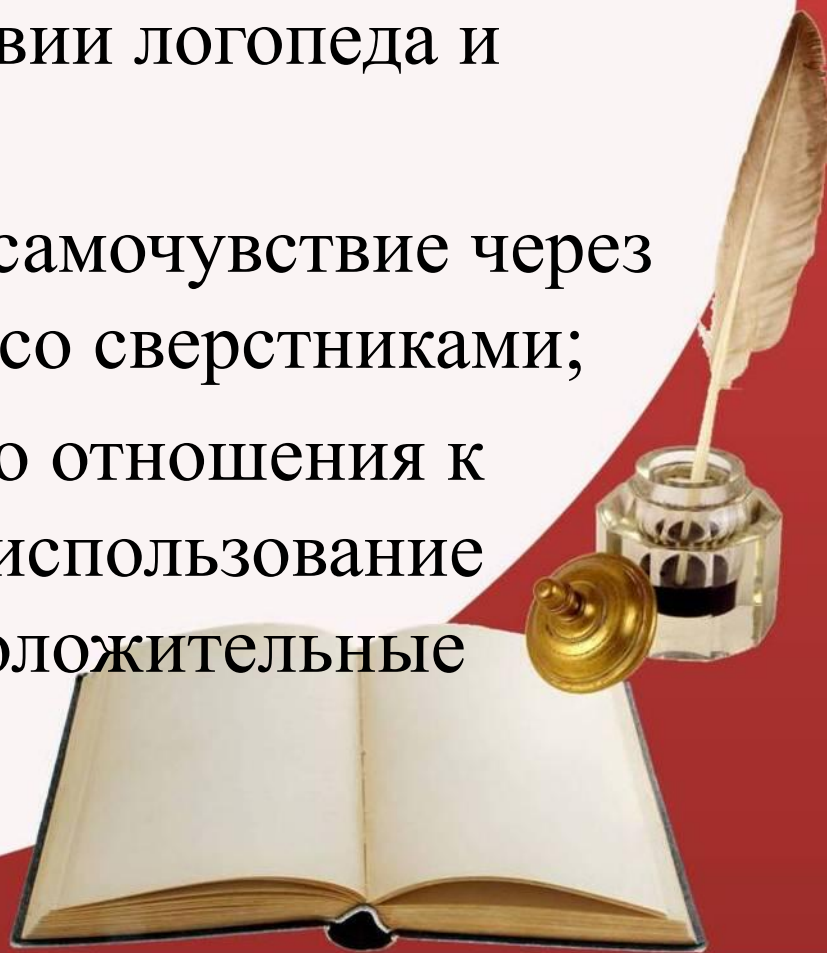 вии логопеда и
самочувствие через
со сверстниками;
о отношения к
использование
оложительные